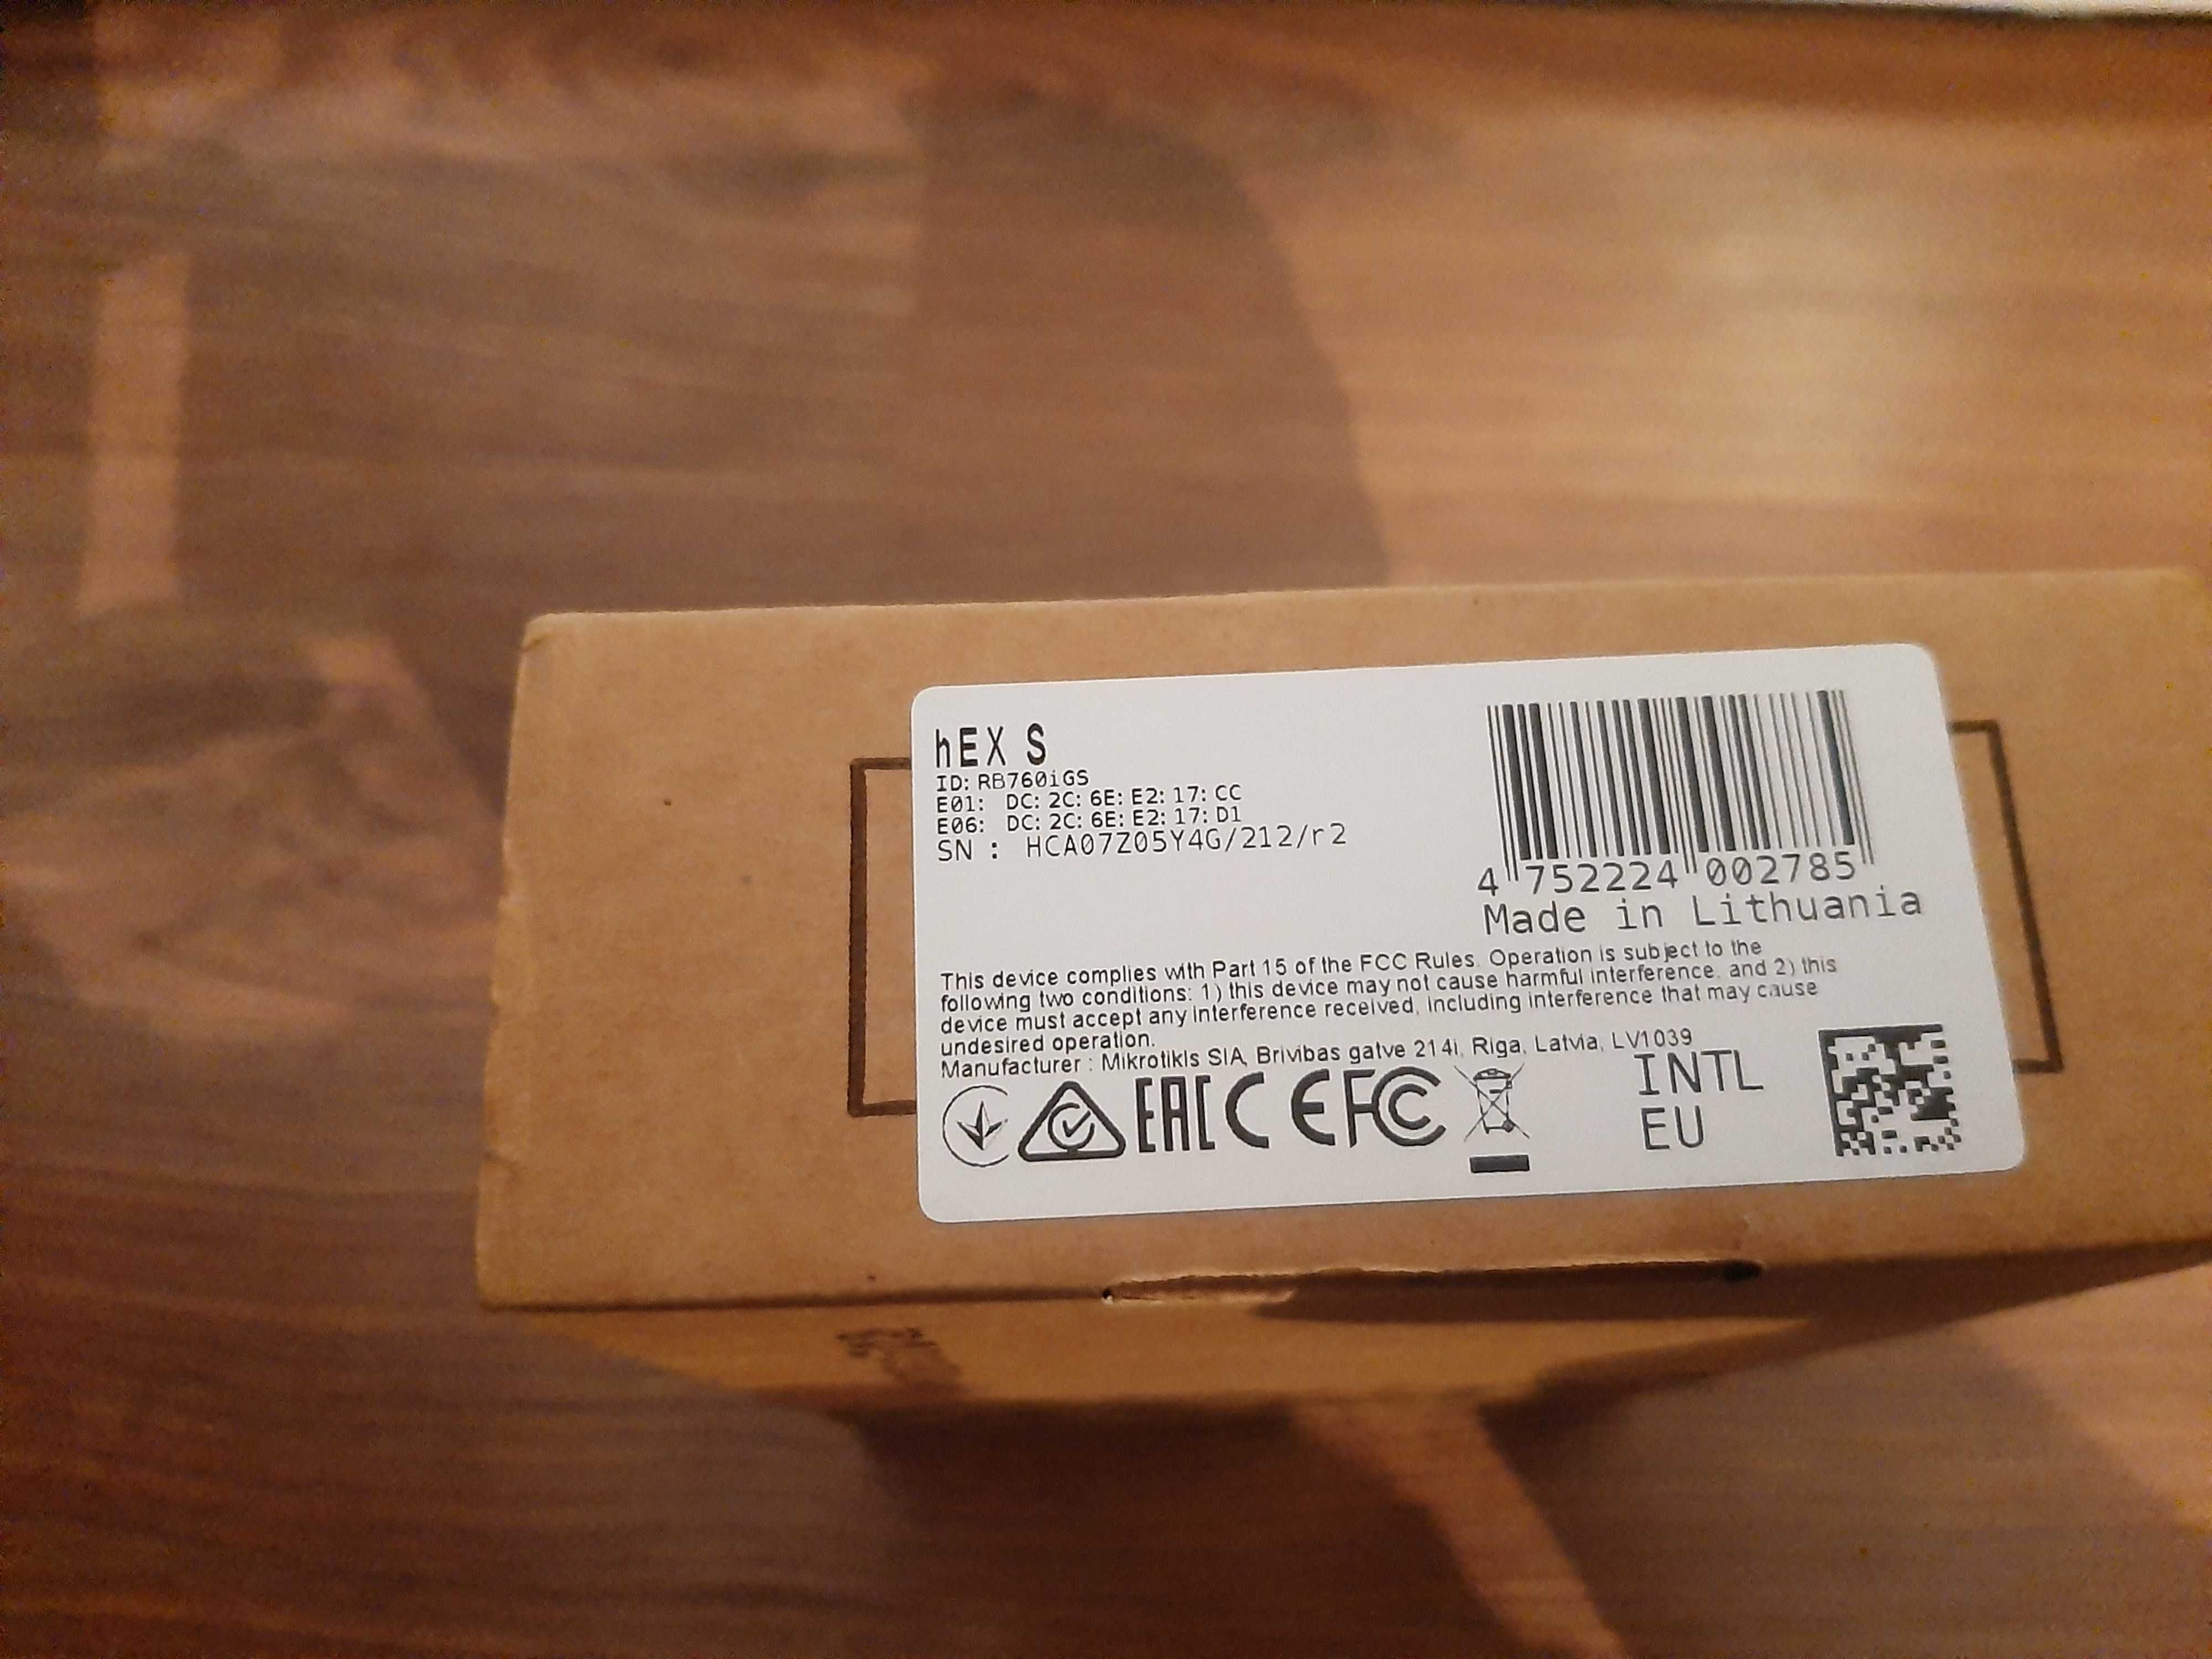 hEX S
ID: RB760iGS
E01: DC: 2C: 6E: E2: 17: CC
E06: DC: 2C: 6E: E2: 17: D1
SN : HCA07Z05Y4G/212/r2
4 752224 002785
Made in Lithuania
This device complies with Part 15 of the FCC Rules. Operation is subject to the
following two conditions: 1) this device may not cause harmful interference, and 2) this
device must accept any interference received, including interference that may cause
undesired operation.
Manufacturer : Mikrotikls SIA, Brivibas gatve 214i, Riga, Latvia, LV1039
EAC CE FC
INTL
EU